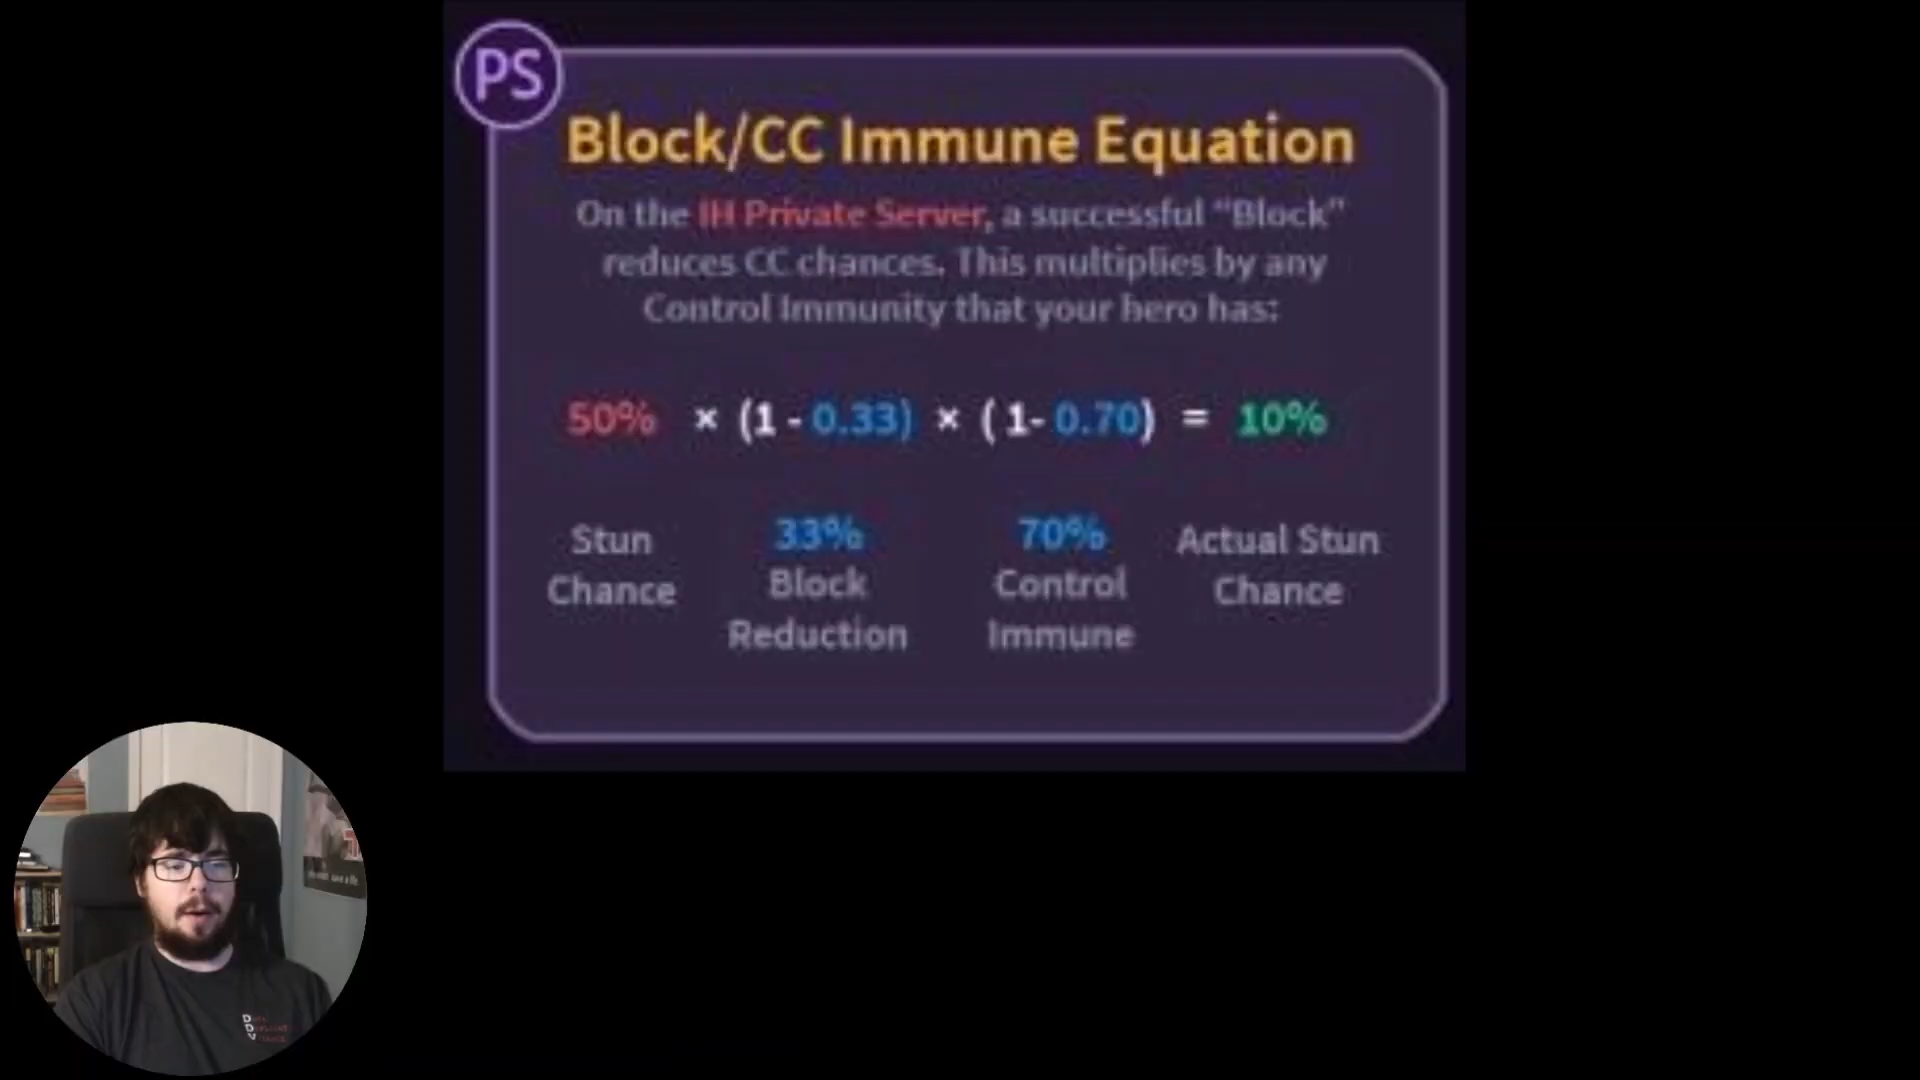 PS
Block/CC Immune Equation
On the IH Private Server, a successful “Block”
reduces CC chances. This multiplies by any
Control Immunity that your hero has:
50% × (1 - 0.33) × ( 1- 0.70) = 10%
Stun Chance
33% Block Reduction
70% Control Immune
Actual Stun Chance